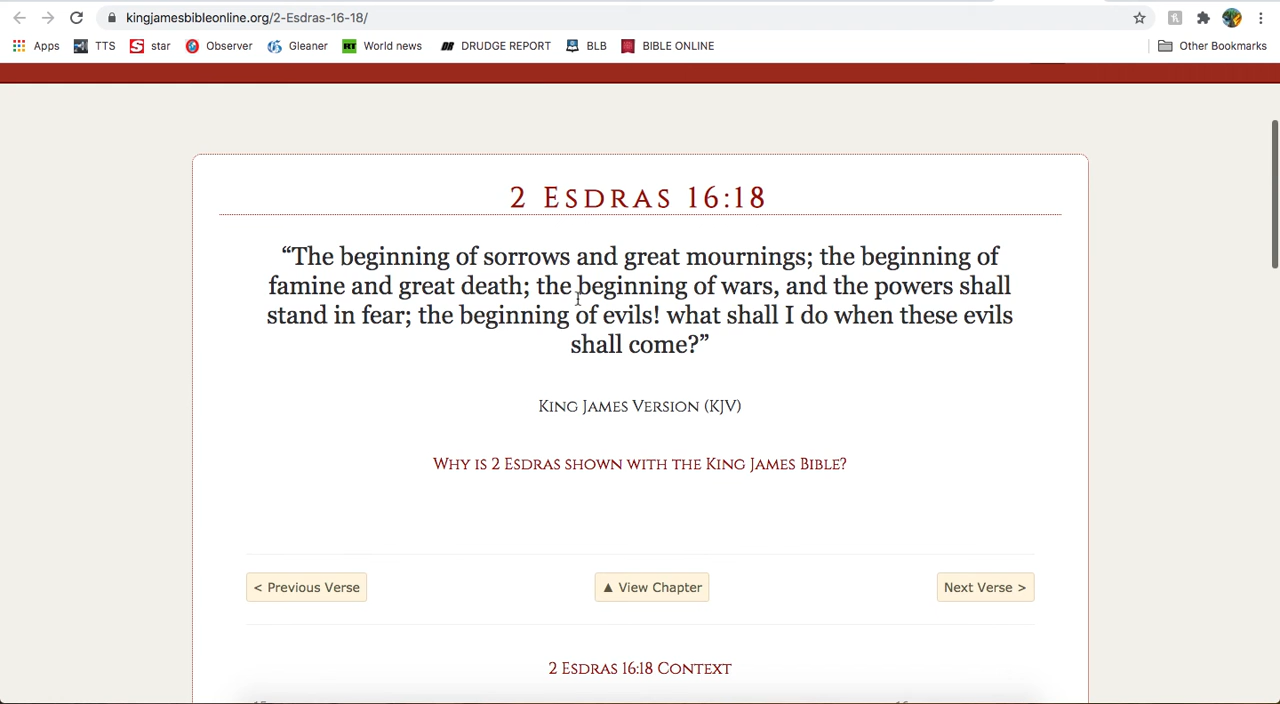 kingjamesbibleonline.org/2-Esdras-16-18/
Apps TTS star Observer Gleaner World news DRUDGE REPORT BLB BIBLE ONLINE Other Bookmarks
2 ESDRAS 16:18
“The beginning of sorrows and great mournings; the beginning of
famine and great death; the beginning of wars, and the powers shall
stand in fear; the beginning of evils! what shall I do when these evils
shall come?”
KING JAMES VERSION (KJV)
WHY IS 2 ESDRAS SHOWN WITH THE KING JAMES BIBLE?
< Previous Verse ▲ View Chapter Next Verse >
2 ESDRAS 16:18 CONTEXT